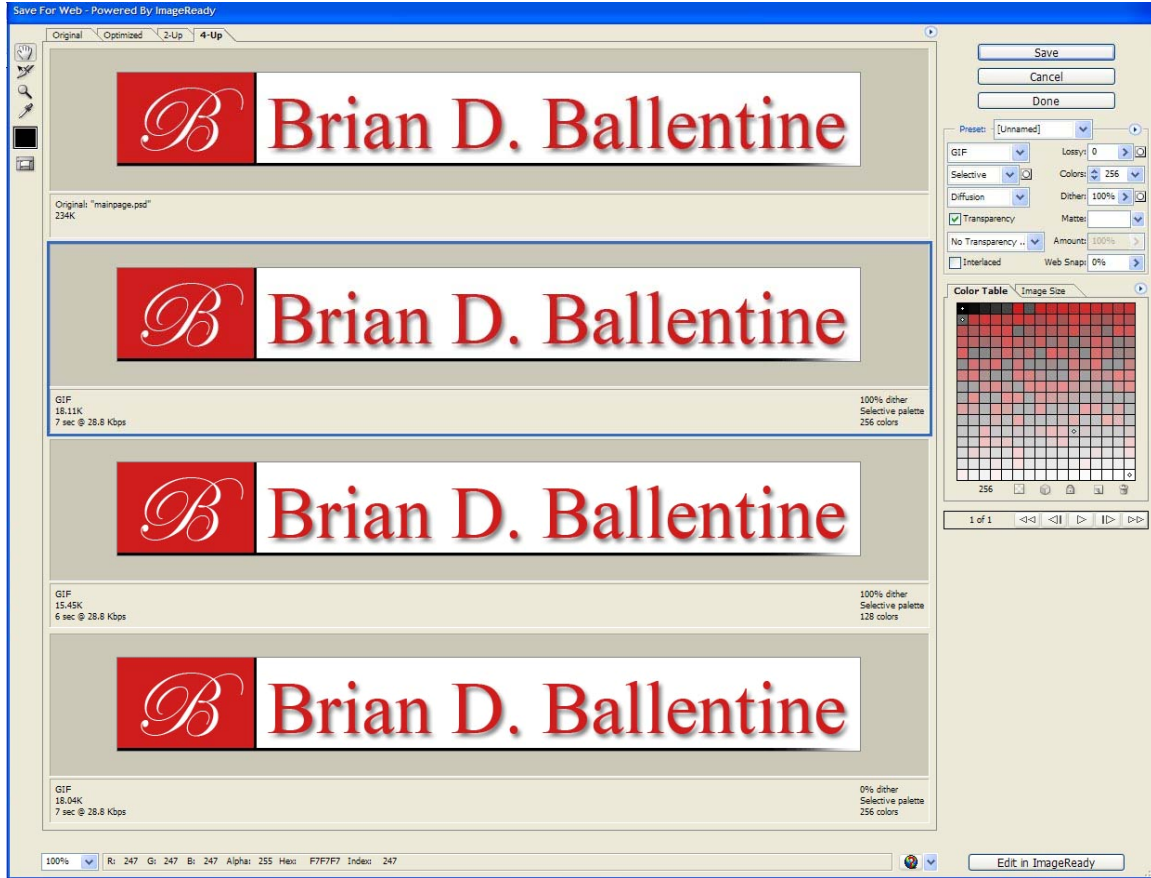 Save For Web - Powered By ImageReady
Original Optimized 2-Up 4-Up
B Brian D. Ballentine
Original: "mainpage.psd"
234K
B Brian D. Ballentine
GIF 100% dither
18.11K Selective palette
7 sec @ 28.8 Kbps 256 colors
B Brian D. Ballentine
GIF 100% dither
15.45K Selective palette
6 sec @ 28.8 Kbps 128 colors
B Brian D. Ballentine
GIF 0% dither
18.04K Selective palette
7 sec @ 28.8 Kbps 256 colors
100% R: 247 G: 247 B: 247 Alpha: 255 Hex: F7F7F7 Index: 247
Save
Cancel
Done
Preset: [Unnamed]
GIF Lossy: 0
Selective Colors: 256
Diffusion Dither: 100%
Transparency Matte:
No Transparency .. Amount: 100%
Interlaced Web Snap: 0%
Color Table Image Size
256
1 of 1
Edit in ImageReady